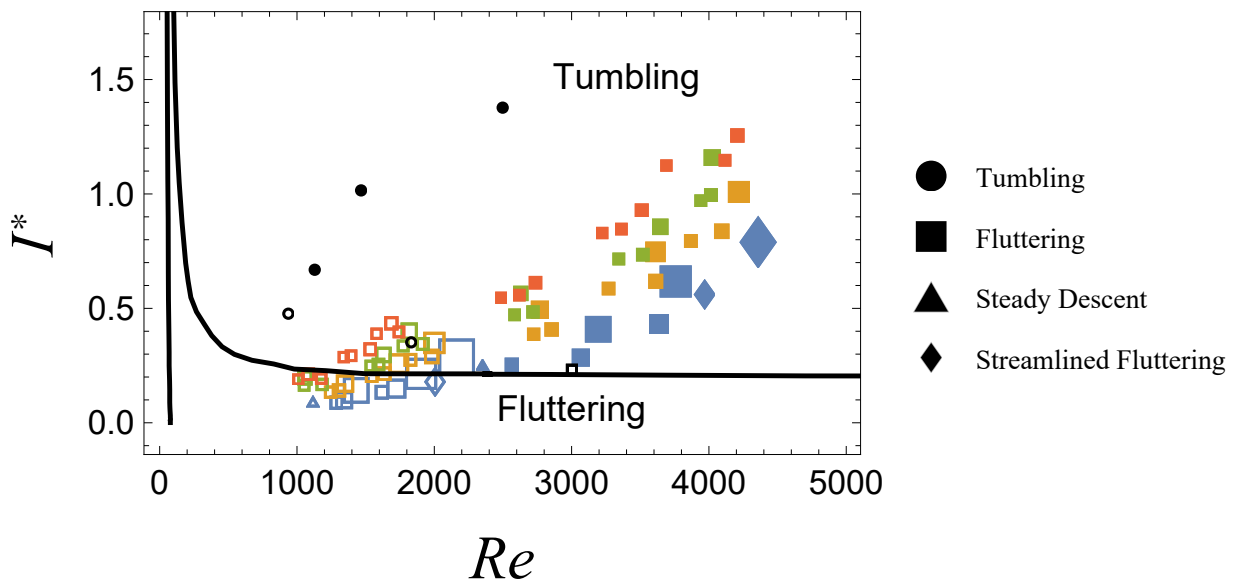 I*
1.5
1.0
0.5
0.0
Tumbling
Fluttering
0 1000 2000 3000 4000 5000
Re
Tumbling
Fluttering
Steady Descent
Streamlined Fluttering